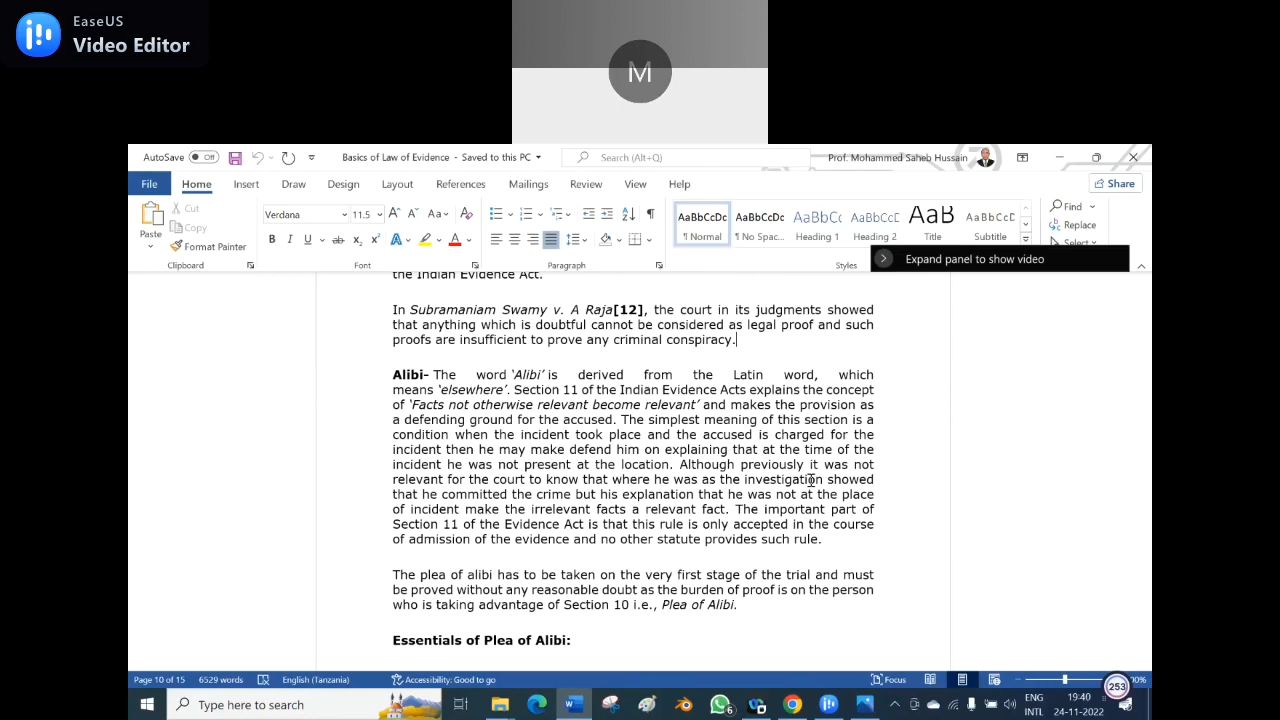 EaseUS
Video Editor
M
AutoSave Off
Basics of Law of Evidence - Saved to this PC
Search (Alt+Q)
Prof. Mohammed Saheb Hussain
File Home Insert Draw Design Layout References Mailings Review View Help
Share
Paste
Cut
Copy
Format Painter
Clipboard
Verdana 11.5
Font
Paragraph
AaBbCcDc AaBbCcDc AaBbCc AaBbCcD AaB AaBbCcD
¶ Normal ¶ No Spac... Heading 1 Heading 2 Title Subtitle
Styles
Find
Replace
Select
Expand panel to show video
the Indian Evidence Act.
In Subramaniam Swamy v. A Raja[12], the court in its judgments showed
that anything which is doubtful cannot be considered as legal proof and such
proofs are insufficient to prove any criminal conspiracy.
Alibi- The word ‘Alibi’ is derived from the Latin word, which
means ‘elsewhere’. Section 11 of the Indian Evidence Acts explains the concept
of ‘Facts not otherwise relevant become relevant’ and makes the provision as
a defending ground for the accused. The simplest meaning of this section is a
condition when the incident took place and the accused is charged for the
incident then he may make defend him on explaining that at the time of the
incident he was not present at the location. Although previously it was not
relevant for the court to know that where he was as the investigation showed
that he committed the crime but his explanation that he was not at the place
of incident make the irrelevant facts a relevant fact. The important part of
Section 11 of the Evidence Act is that this rule is only accepted in the course
of admission of the evidence and no other statute provides such rule.
The plea of alibi has to be taken on the very first stage of the trial and must
be proved without any reasonable doubt as the burden of proof is on the person
who is taking advantage of Section 10 i.e., Plea of Alibi.
Essentials of Plea of Alibi:
Page 10 of 15 6529 words English (Tanzania) Accessibility: Good to go
Focus
253
Type here to search
6
ENG
INTL
19:40
24-11-2022